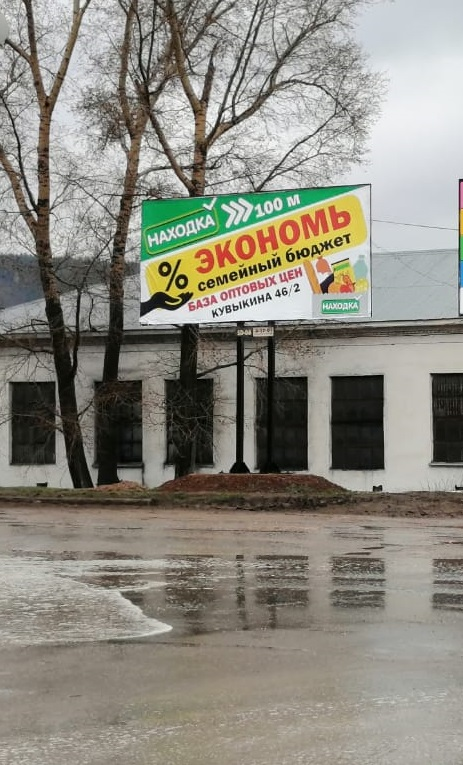 НАХОДКА
100 М
ЭКОНОМЬ
%
семейный бюджет
БАЗА ОПТОВЫХ ЦЕН
КУВЫКИНА 46/2
НАХОДКА